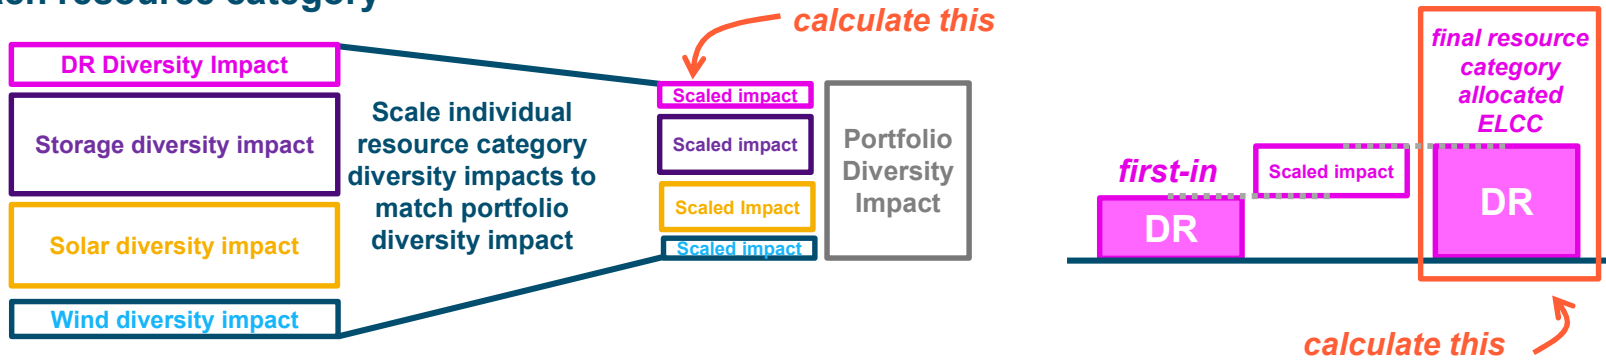 resource category
calculate this
DR Diversity Impact
Storage diversity impact
Solar diversity impact
Wind diversity impact
Scale individual
resource category
diversity impacts to
match portfolio
diversity impact
Scaled impact
Scaled impact
Scaled Impact
Scaled impact
Portfolio
Diversity
Impact
first-in
DR
Scaled impact
final resource
category
allocated
ELCC
DR
calculate this